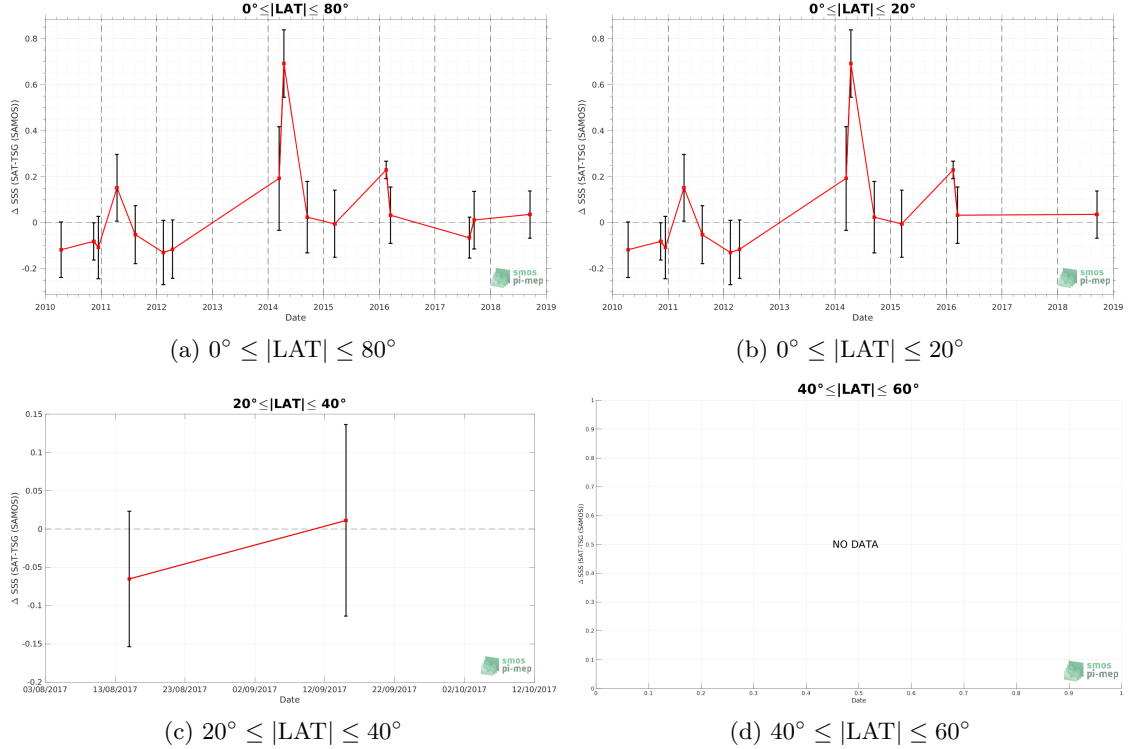 0°≤|LAT|≤ 80°
Δ SSS (SAT-TSG (SAMOS))
0.8
0.6
0.4
0.2
0
-0.2
2010 2011 2012 2013 2014 2015 2016 2017 2018 2019
Date
smos
pi-mep
(a) 0° ≤ |LAT| ≤ 80°
0°≤|LAT|≤ 20°
Δ SSS (SAT-TSG (SAMOS))
0.8
0.6
0.4
0.2
0
-0.2
2010 2011 2012 2013 2014 2015 2016 2017 2018 2019
Date
smos
pi-mep
(b) 0° ≤ |LAT| ≤ 20°
20°≤|LAT|≤ 40°
Δ SSS (SAT-TSG (SAMOS))
0.15
0.1
0.05
0
-0.05
-0.1
-0.15
-0.2
03/08/2017 13/08/2017 23/08/2017 02/09/2017 12/09/2017 22/09/2017 02/10/2017 12/10/2017
Date
smos
pi-mep
(c) 20° ≤ |LAT| ≤ 40°
40°≤|LAT|≤ 60°
Δ SSS (SAT-TSG (SAMOS))
1
0.9
0.8
0.7
0.6
0.5
0.4
0.3
0.2
0.1
0
NO DATA
0 0.1 0.2 0.3 0.4 0.5 0.6 0.7 0.8 0.9 1
Date
smos
pi-mep
(d) 40° ≤ |LAT| ≤ 60°